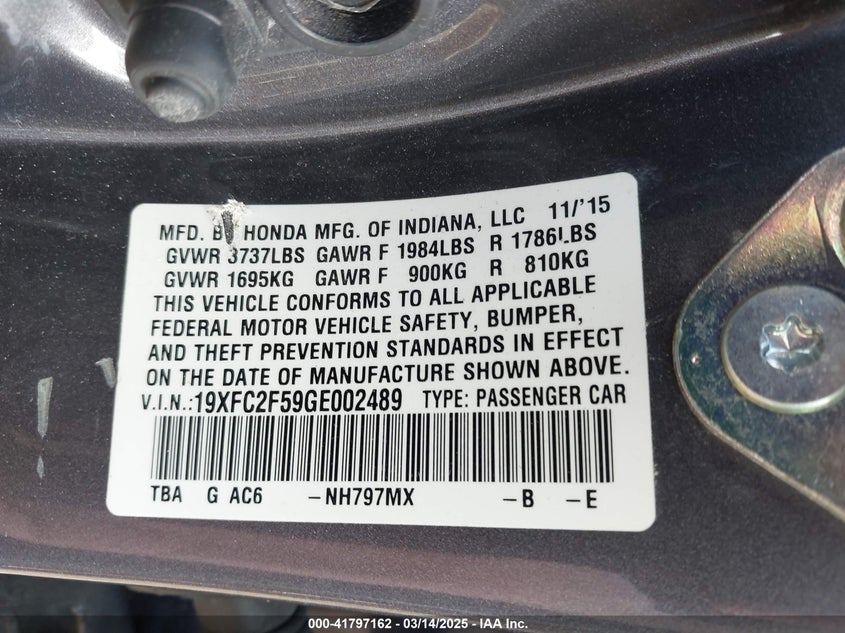 MFD. BY HONDA MFG. OF INDIANA, LLC 11/'15
GVWR 3737LBS GAWR F 1984LBS R 1786LBS
GVWR 1695KG GAWR F 900KG R 810KG
THIS VEHICLE CONFORMS TO ALL APPLICABLE
FEDERAL MOTOR VEHICLE SAFETY, BUMPER,
AND THEFT PREVENTION STANDARDS IN EFFECT
ON THE DATE OF MANUFACTURE SHOWN ABOVE.
V.I.N.:19XFC2F59GE002489 TYPE: PASSENGER CAR
TBA G AC6 -NH797MX -B -E
000-41797162 - 03/14/2025 - IAA Inc.